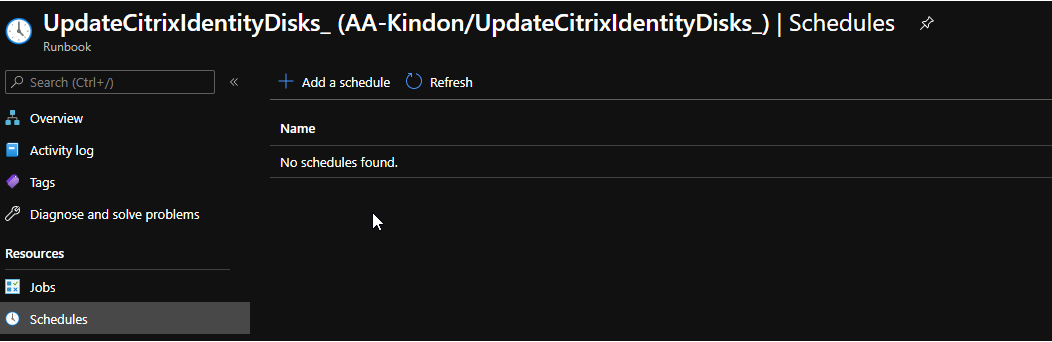 UpdateCitrixIdentityDisks_ (AA-Kindon/UpdateCitrixIdentityDisks_) | Schedules
Runbook
Search (Ctrl+/)
«
Add a schedule
Refresh
Overview
Activity log
Tags
Diagnose and solve problems
Resources
Jobs
Schedules
Name
No schedules found.